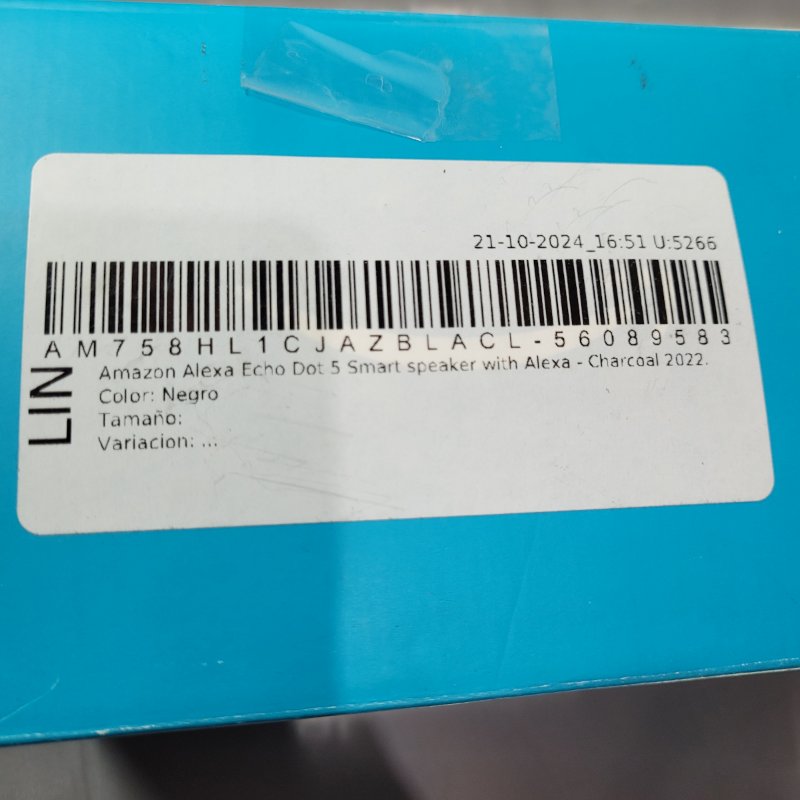 21-10-2024_16:51 U:5266
AM758HL1CJAZBLACL-56089583
LIN
Amazon Alexa Echo Dot 5 Smart speaker with Alexa - Charcoal 2022.
Color: Negro
Tamaño:
Variacion: ...